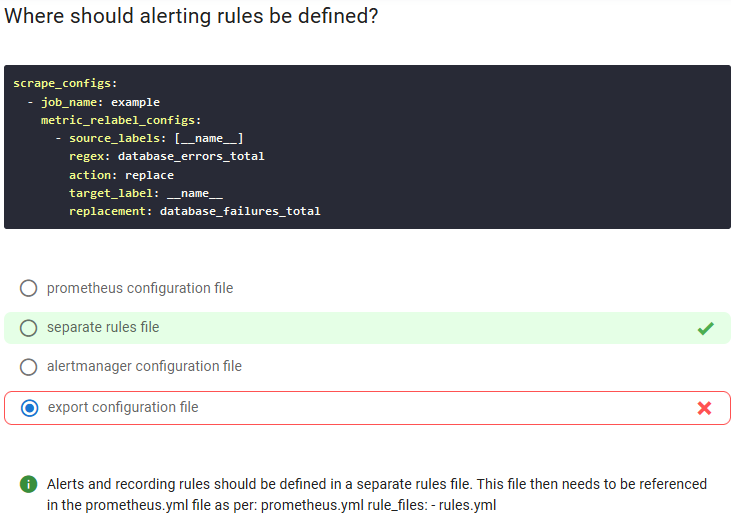 Where should alerting rules be defined?
scrape_configs:
  - job_name: example
    metric_relabel_configs:
      - source_labels: [__name__]
        regex: database_errors_total
        action: replace
        target_label: __name__
        replacement: database_failures_total
prometheus configuration file
separate rules file
alertmanager configuration file
export configuration file
Alerts and recording rules should be defined in a separate rules file. This file then needs to be referenced
in the prometheus.yml file as per: prometheus.yml rule_files: - rules.yml